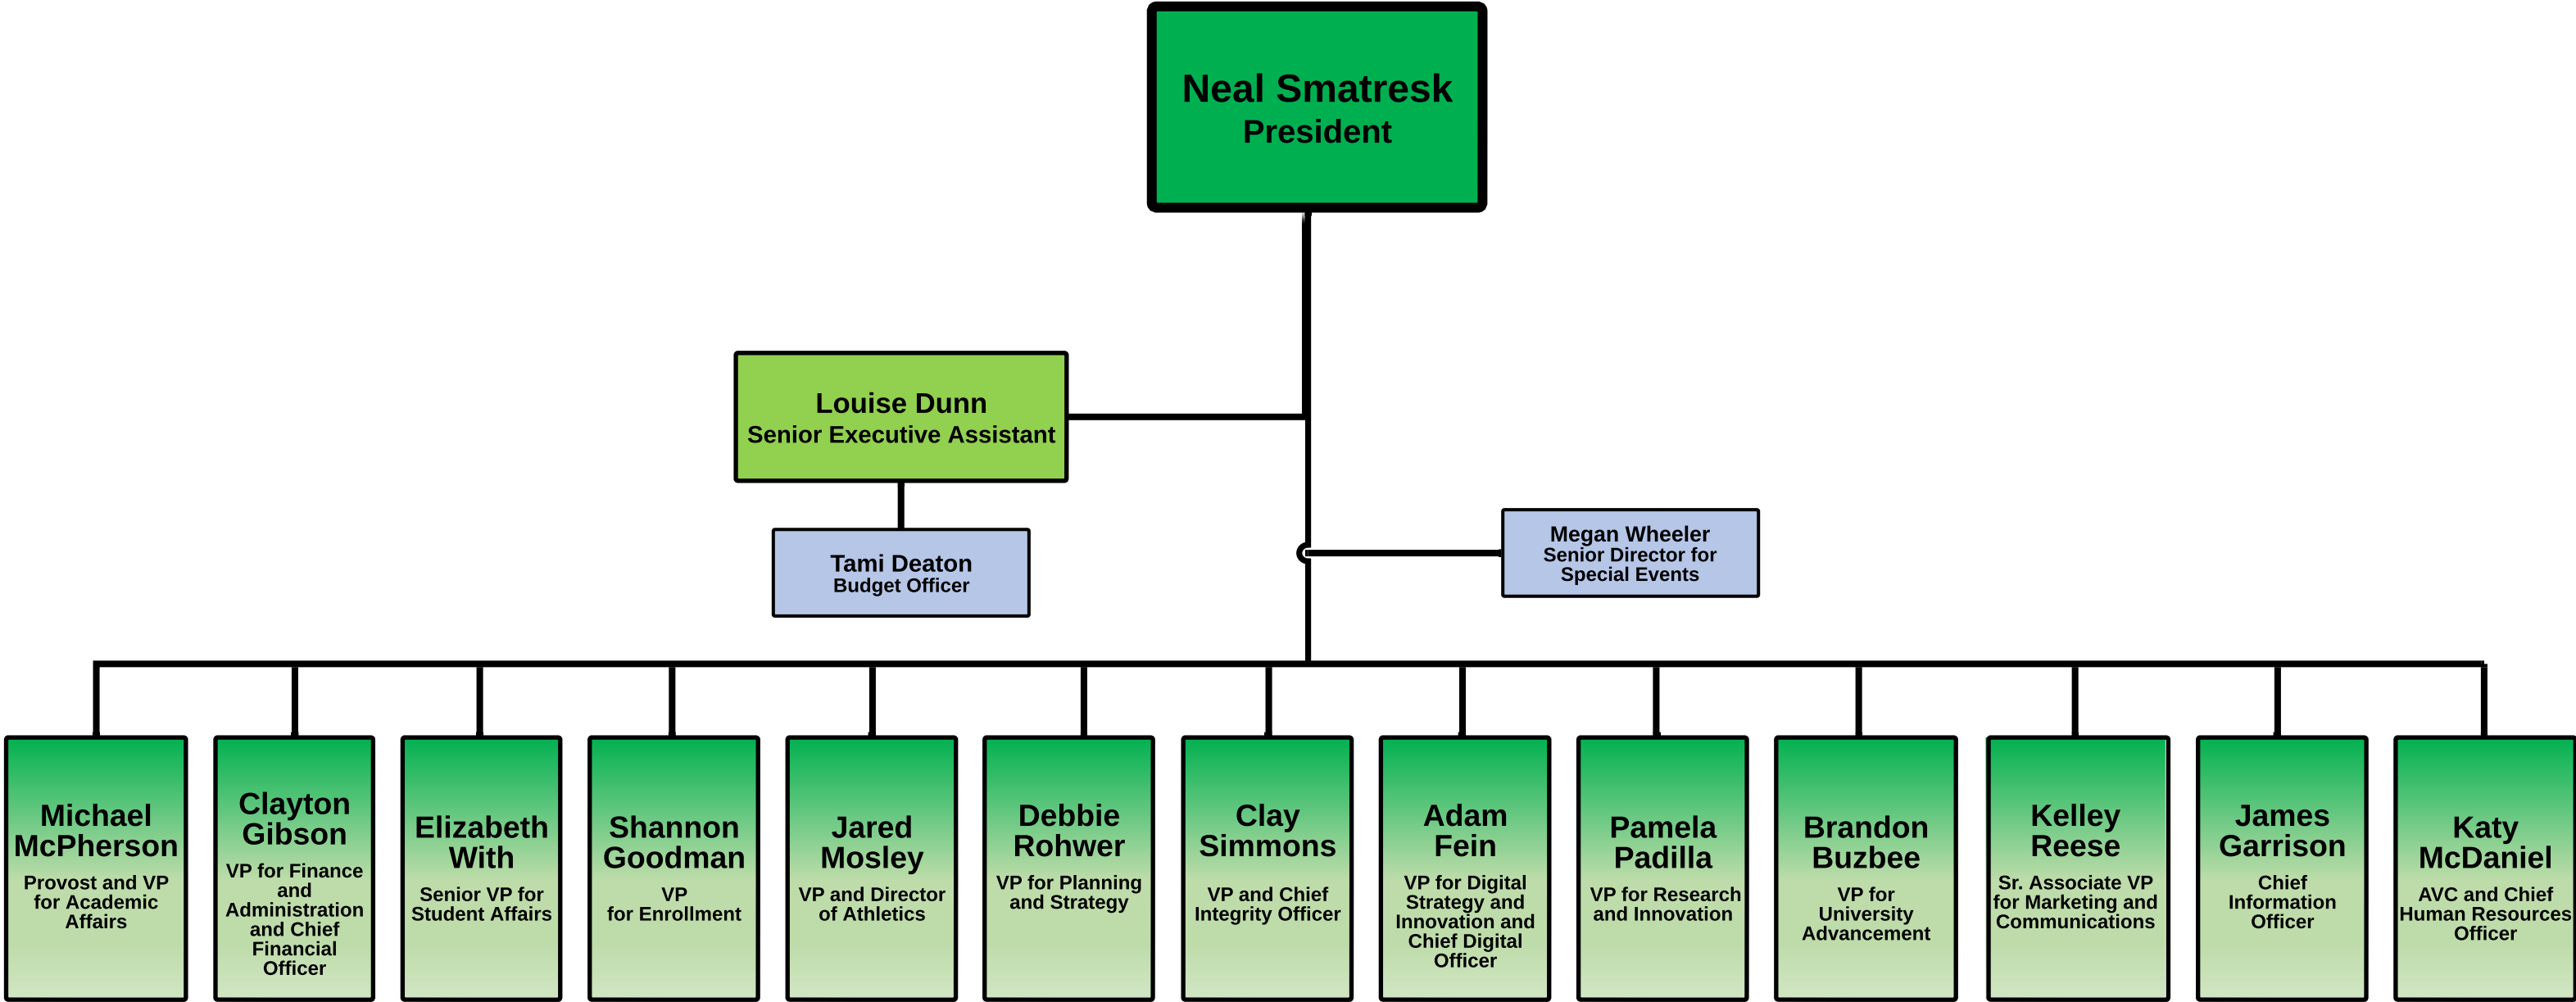 Neal Smatresk
President
Louise Dunn
Senior Executive Assistant
Tami Deaton
Budget Officer
Megan Wheeler
Senior Director for
Special Events
Michael
McPherson
Provost and VP
for Academic
Affairs
Clayton
Gibson
VP for Finance
and
Administration
and Chief
Financial
Officer
Elizabeth
With
Senior VP for
Student Affairs
Shannon
Goodman
VP
for Enrollment
Jared
Mosley
VP and Director
of Athletics
Debbie
Rohwer
VP for Planning
and Strategy
Clay
Simmons
VP and Chief
Integrity Officer
Adam
Fein
VP for Digital
Strategy and
Innovation and
Chief Digital
Officer
Pamela
Padilla
VP for Research
and Innovation
Brandon
Buzbee
VP for
University
Advancement
Kelley
Reese
Sr. Associate VP
for Marketing and
Communications
James
Garrison
Chief
Information
Officer
Katy
McDaniel
AVC and Chief
Human Resources
Officer